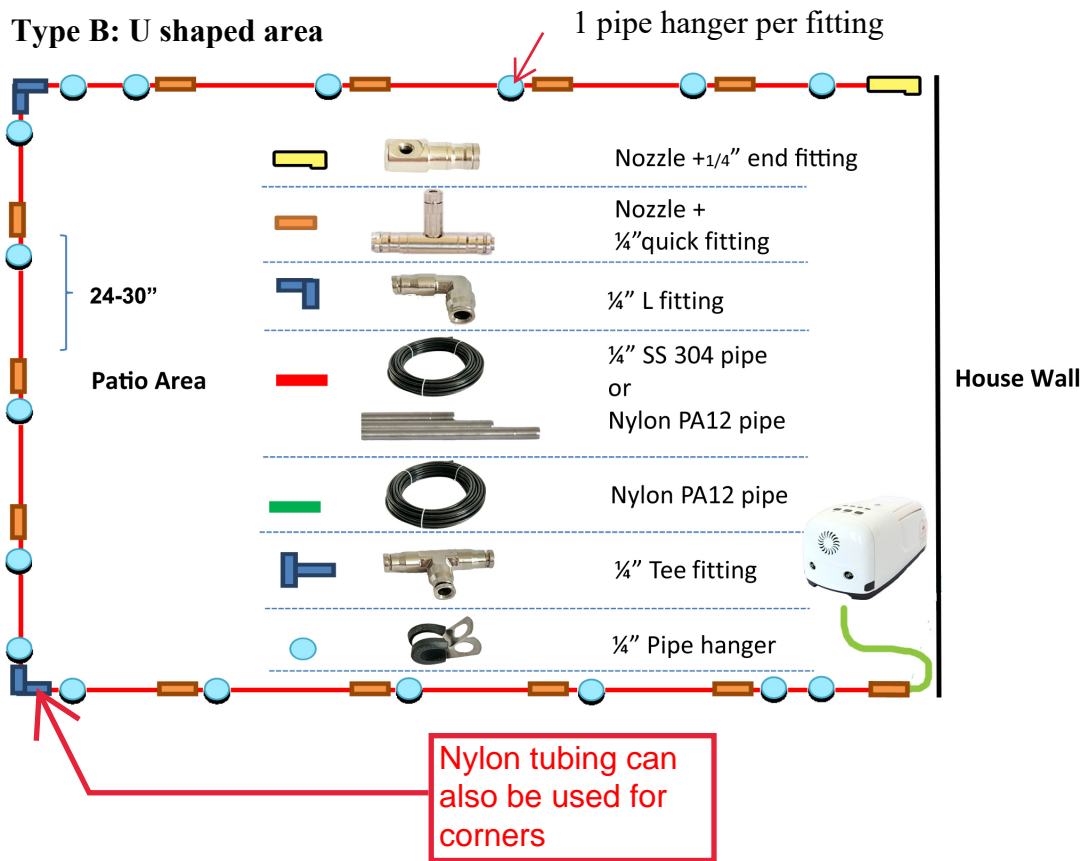 Type B: U shaped area
1 pipe hanger per fitting
Nozzle +1/4” end fitting
Nozzle +
¼”quick fitting
24-30”
¼” L fitting
Patio Area
¼” SS 304 pipe
or
Nylon PA12 pipe
House Wall
Nylon PA12 pipe
¼” Tee fitting
¼” Pipe hanger
Nylon tubing can
also be used for
corners